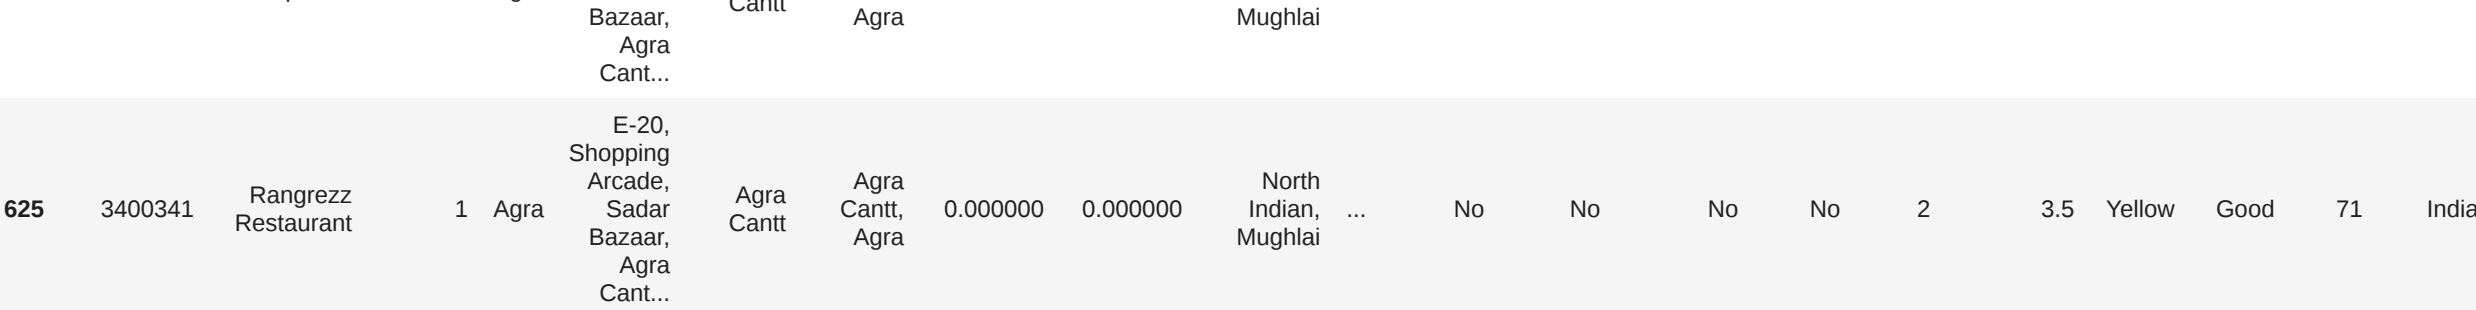 Bazaar,
Agra
Cant...
Cantt
Agra
Mughlai
625
3400341
Rangrezz
Restaurant
1
Agra
E-20,
Shopping
Arcade,
Sadar
Bazaar,
Agra
Cant...
Agra
Cantt
Agra
Cantt,
Agra
0.000000
0.000000
North
Indian,
Mughlai
...
No
No
No
No
2
3.5
Yellow
Good
71
India